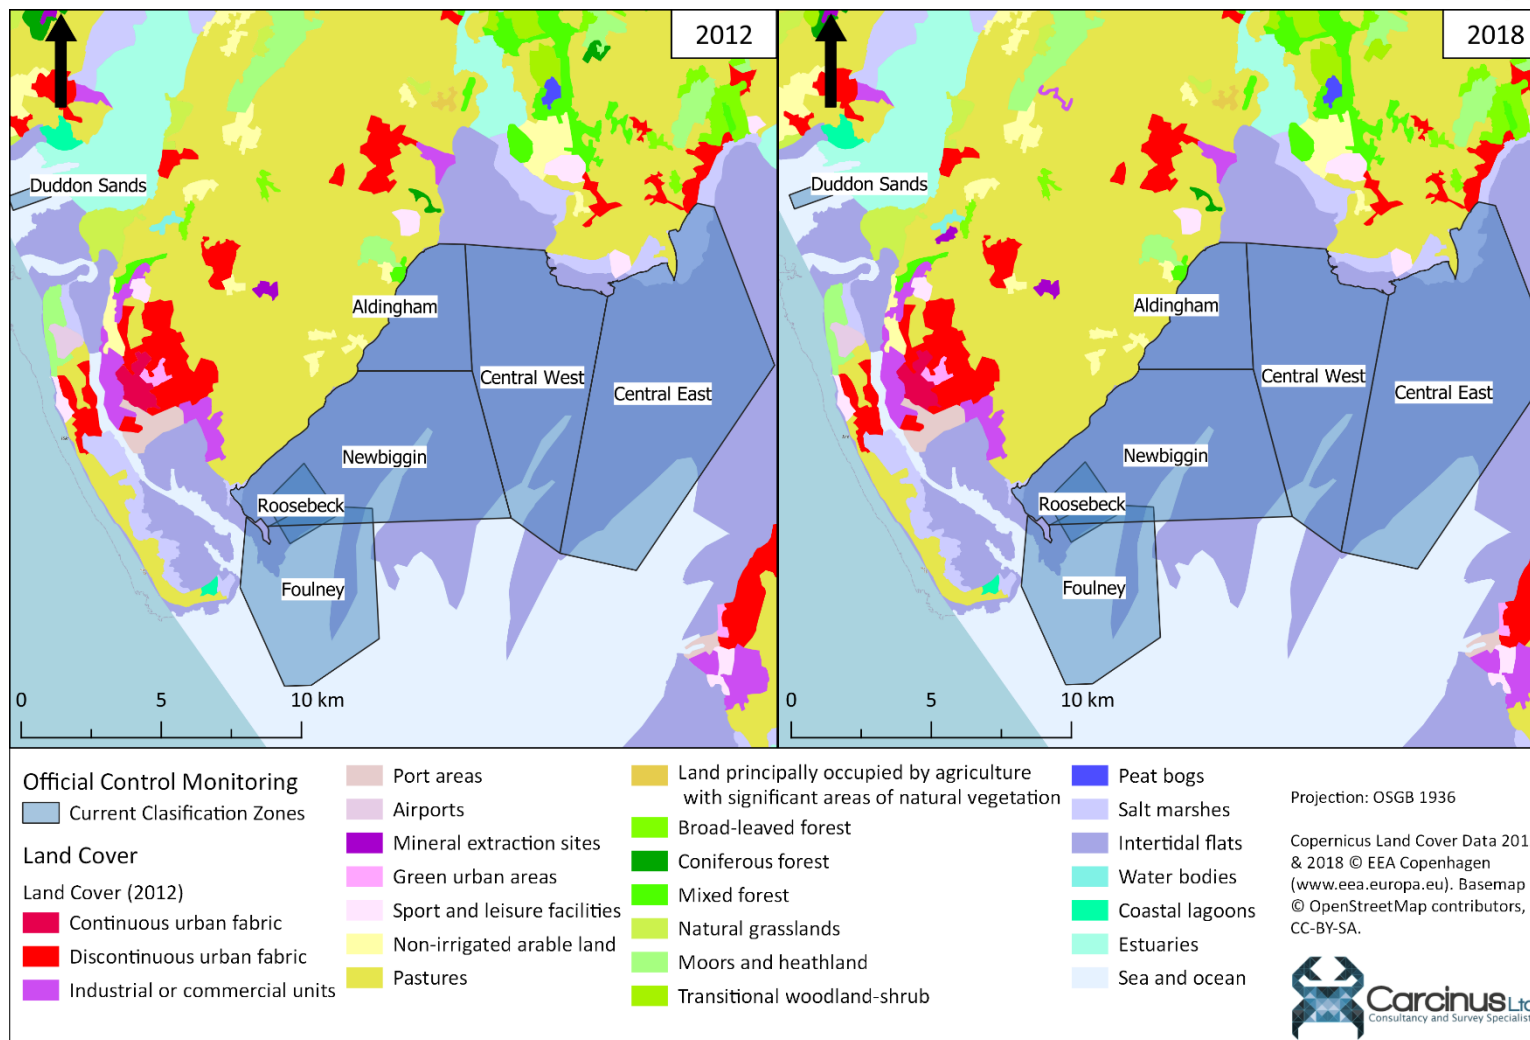 2012
Duddon Sands
Aldingham
Central West
Central East
Newbiggin
Roosebeck
Foulney
0 5 10 km
2018
Duddon Sands
Aldingham
Central West
Central East
Newbiggin
Roosebeck
Foulney
0 5 10 km
Official Control Monitoring
Current Clasification Zones
Land Cover
Land Cover (2012)
Continuous urban fabric
Discontinuous urban fabric
Industrial or commercial units
Port areas
Airports
Mineral extraction sites
Green urban areas
Sport and leisure facilities
Non-irrigated arable land
Pastures
Land principally occupied by agriculture
with significant areas of natural vegetation
Broad-leaved forest
Coniferous forest
Mixed forest
Natural grasslands
Moors and heathland
Transitional woodland-shrub
Peat bogs
Salt marshes
Intertidal flats
Water bodies
Coastal lagoons
Estuaries
Sea and ocean
Projection: OSGB 1936
Copernicus Land Cover Data 201
& 2018 © EEA Copenhagen
(www.eea.europa.eu). Basemap
© OpenStreetMap contributors,
CC-BY-SA.
Carcinus Ltd
Consultancy and Survey Specialist